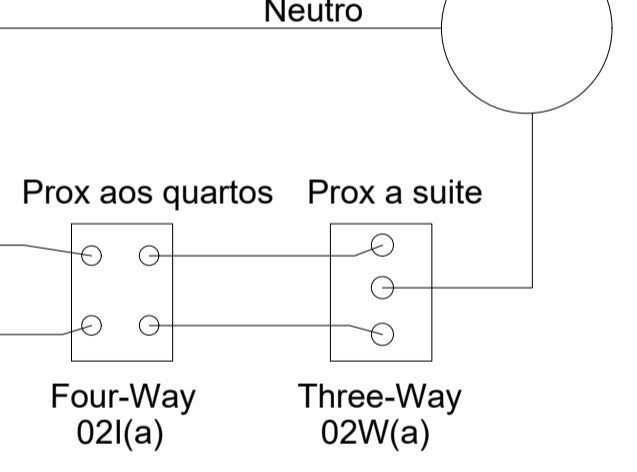 Neutro
Prox aos quartos
Prox a suite
Four-Way
02I(a)
Three-Way
02W(a)